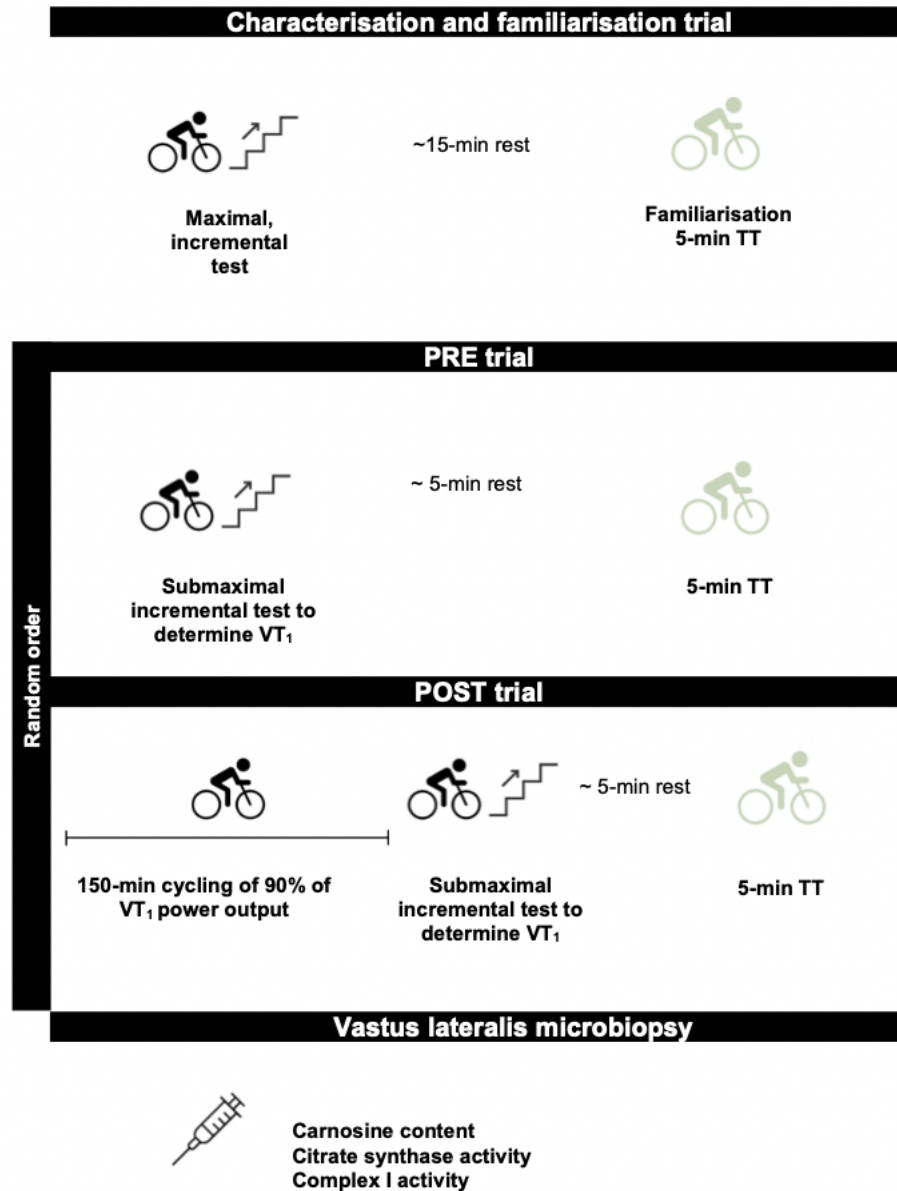 Characterisation and familiarisation trial
~15-min rest
Maximal,
incremental
test
Familiarisation
5-min TT
PRE trial
~ 5-min rest
Submaximal
incremental test to
determine VT₁
5-min TT
Random order
POST trial
~ 5-min rest
150-min cycling of 90% of
VT₁ power output
Submaximal
incremental test to
determine VT₁
5-min TT
Vastus lateralis microbiopsy
Carnosine content
Citrate synthase activity
Complex I activity